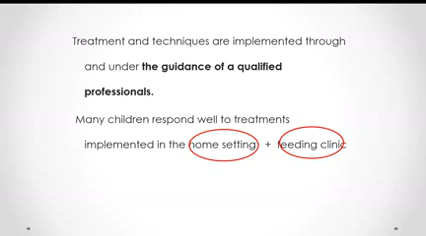 Treatment and techniques are implemented through
and under the guidance of a qualified
professionals.
Many children respond well to treatments
implemented in the home setting + feeding clinic